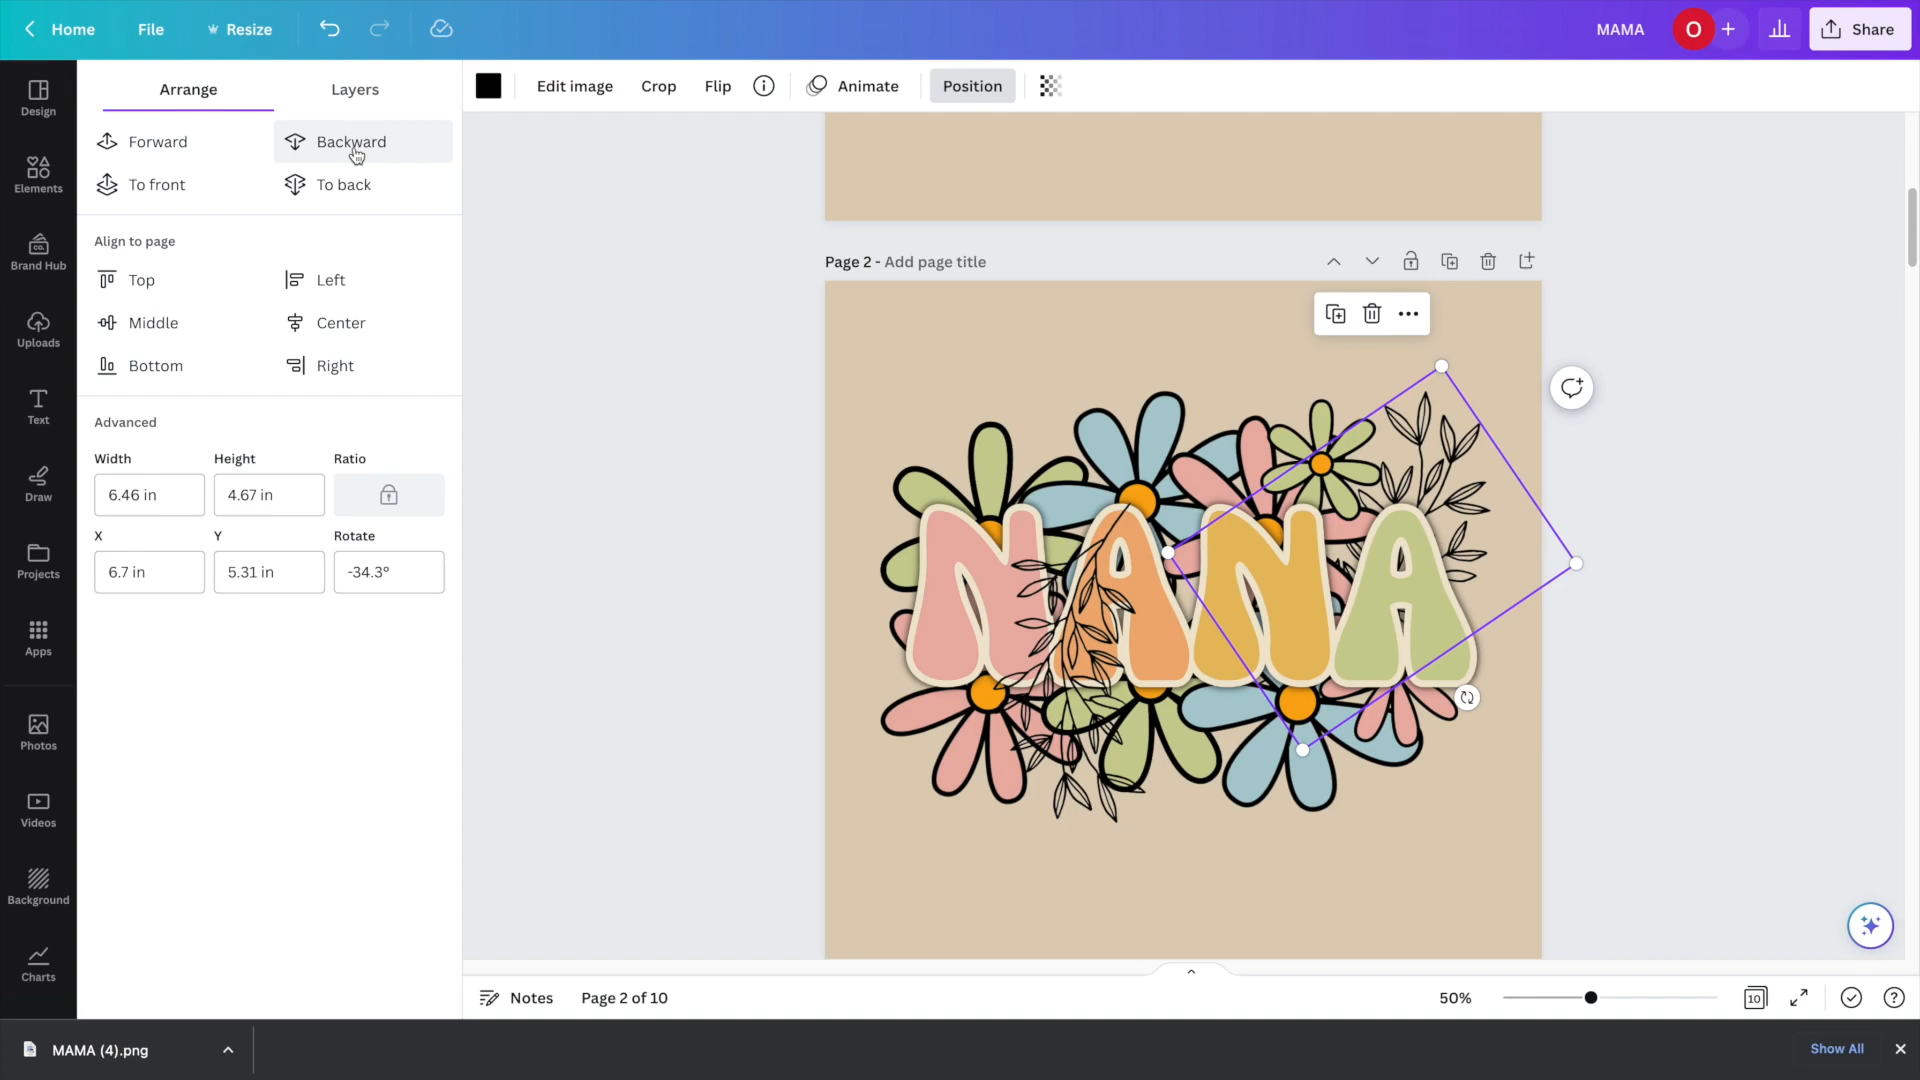 Home
File
Resize
MAMA
O
Share
Design
Elements
Brand Hub
CO.
Uploads
Text
Draw
Projects
Apps
Photos
Videos
Background
Charts
Arrange
Layers
Forward
Backward
To front
To back
Align to page
Top
Left
Middle
Center
Bottom
Right
Advanced
Width
Height
Ratio
6.46 in
4.67 in
X
Y
Rotate
6.7 in
5.31 in
-34.3°
Edit image
Crop
Flip
Animate
Position
Page 2 - Add page title
NANA
Notes
Page 2 of 10
50%
10
MAMA (4).png
Show All